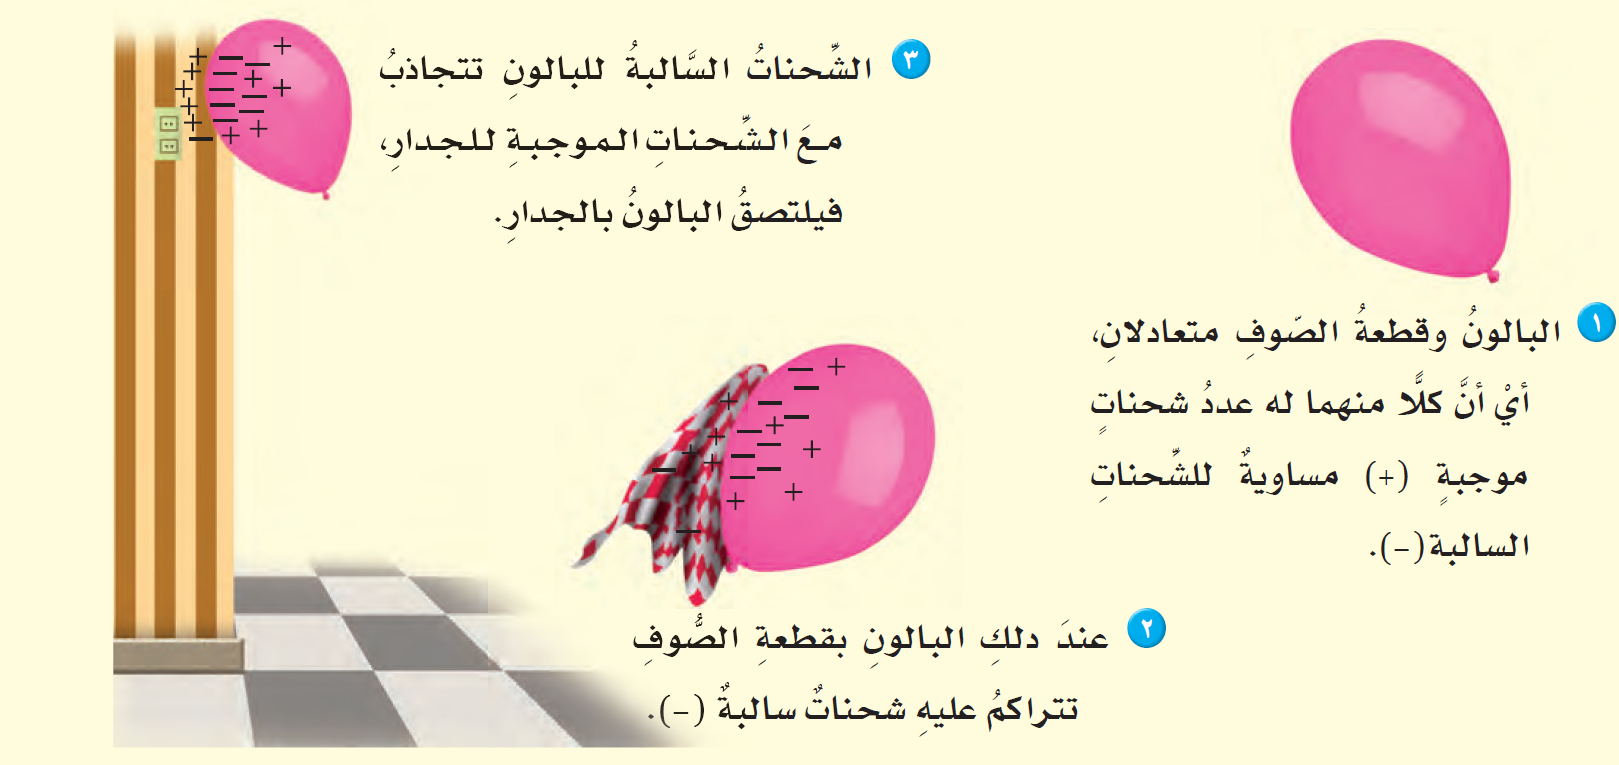 ١
البالونُ وقطعةُ الصّوفِ متعادلانِ،
أيْ أنَّ كلًّا منهما له عددُ شحناتٍ
موجبةٍ (+) مساويةٌ للشِّحناتِ
السالبة (–).
٢
عندَ دلكِ البالونِ بقطعةِ الصُّوفِ
تتراكمُ عليهِ شحناتٌ سالبةٌ (–).
٣
الشِّحناتُ السَّالبةُ للبالونِ تتجاذبُ
معَ الشِّحناتِ الموجبةِ للجدارِ،
فيلتصقُ البالونُ بالجدارِ.